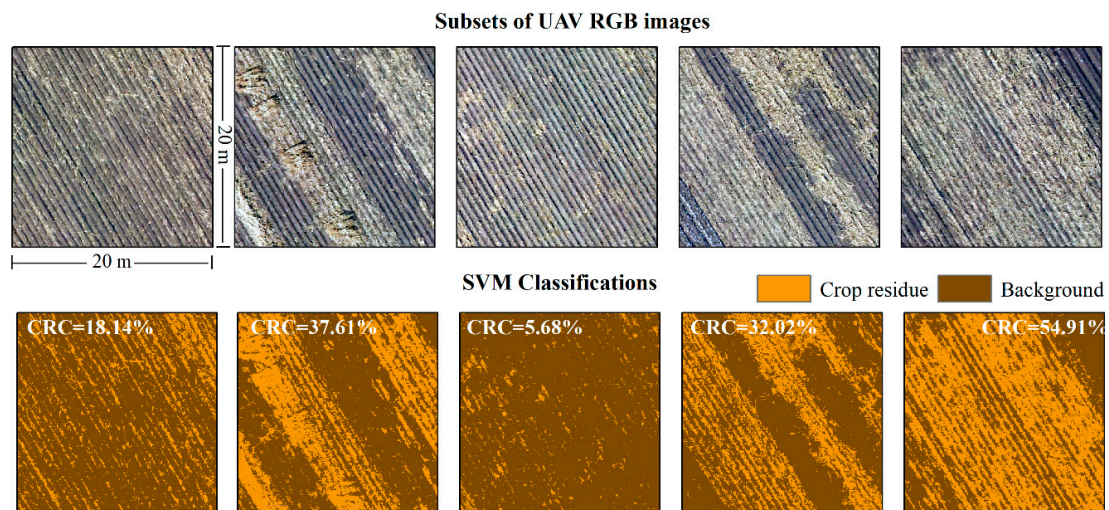 Subsets of UAV RGB images
20 m
20 m
SVM Classifications
Crop residue
Background
CRC=18.14%
CRC=37.61%
CRC=5.68%
CRC=32.02%
CRC=54.91%